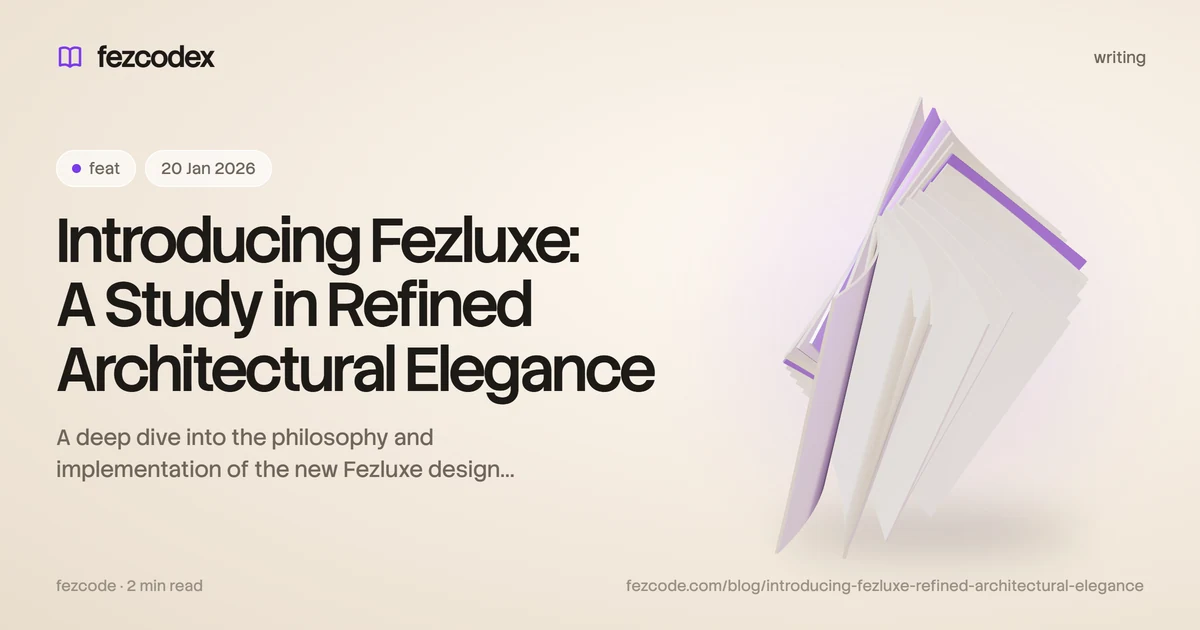 fezcodex
writing
feat
20 Jan 2026
Introducing Fezluxe:
A Study in Refined
Architectural Elegance
A deep dive into the philosophy and
implementation of the new Fezluxe design...
fezcode · 2 min read
fezcode.com/blog/introducing-fezluxe-refined-architectural-elegance